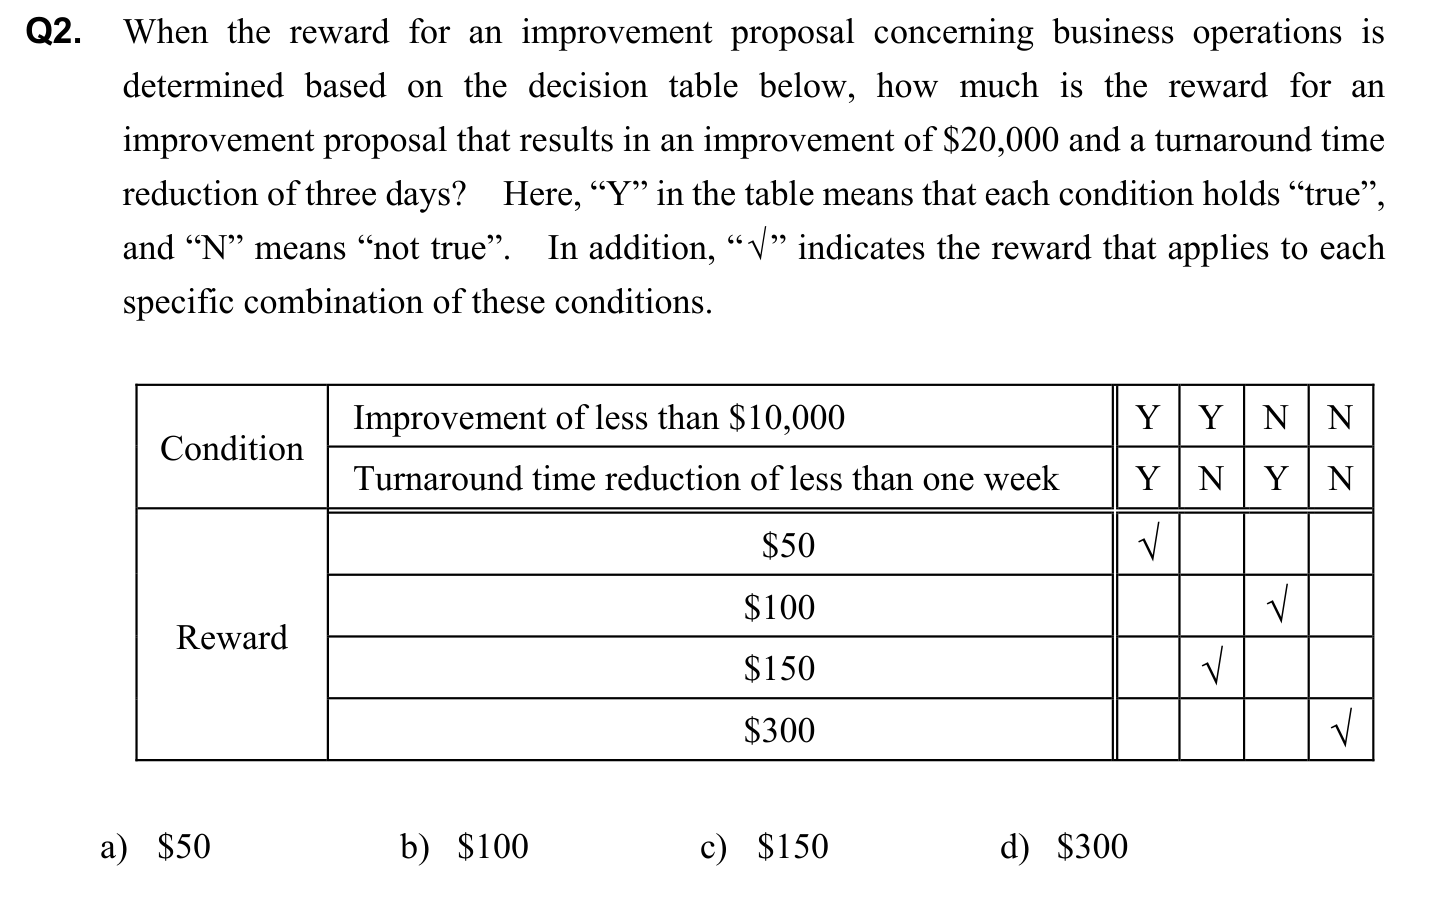 Q2. When the reward for an improvement proposal concerning business operations is
determined based on the decision table below, how much is the reward for an
improvement proposal that results in an improvement of $20,000 and a turnaround time
reduction of three days? Here, “Y” in the table means that each condition holds “true”,
and “N” means “not true”. In addition, “√” indicates the reward that applies to each
specific combination of these conditions.
Condition
Improvement of less than $10,000 Y Y N N
Turnaround time reduction of less than one week Y N Y N
Reward
$50 √
$100 √
$150 √
$300 √
a) $50 b) $100 c) $150 d) $300